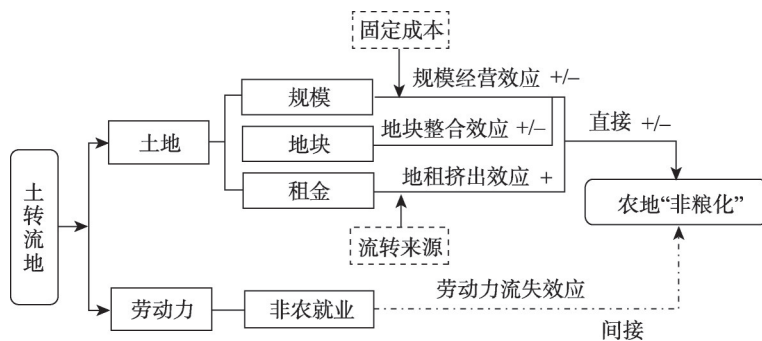 固定成本
规模经营效应 +/–
规模
直接 +/–
土地
地块
地块整合效应 +/–
租金
地租挤出效应 +
土转流地
农地“非粮化”
流转来源
劳动力流失效应
劳动力
非农就业
间接